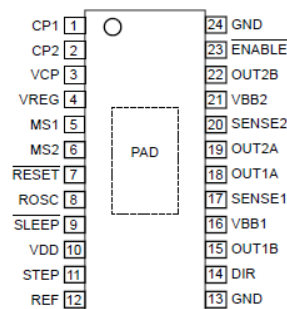 CP1 1
CP2 2
VCP 3
VREG 4
MS1 5
MS2 6
RESET 7
ROSC 8
SLEEP 9
VDD 10
STEP 11
REF 12
PAD
24 GND
23 ENABLE
22 OUT2B
21 VBB2
20 SENSE2
19 OUT2A
18 OUT1A
17 SENSE1
16 VBB1
15 OUT1B
14 DIR
13 GND